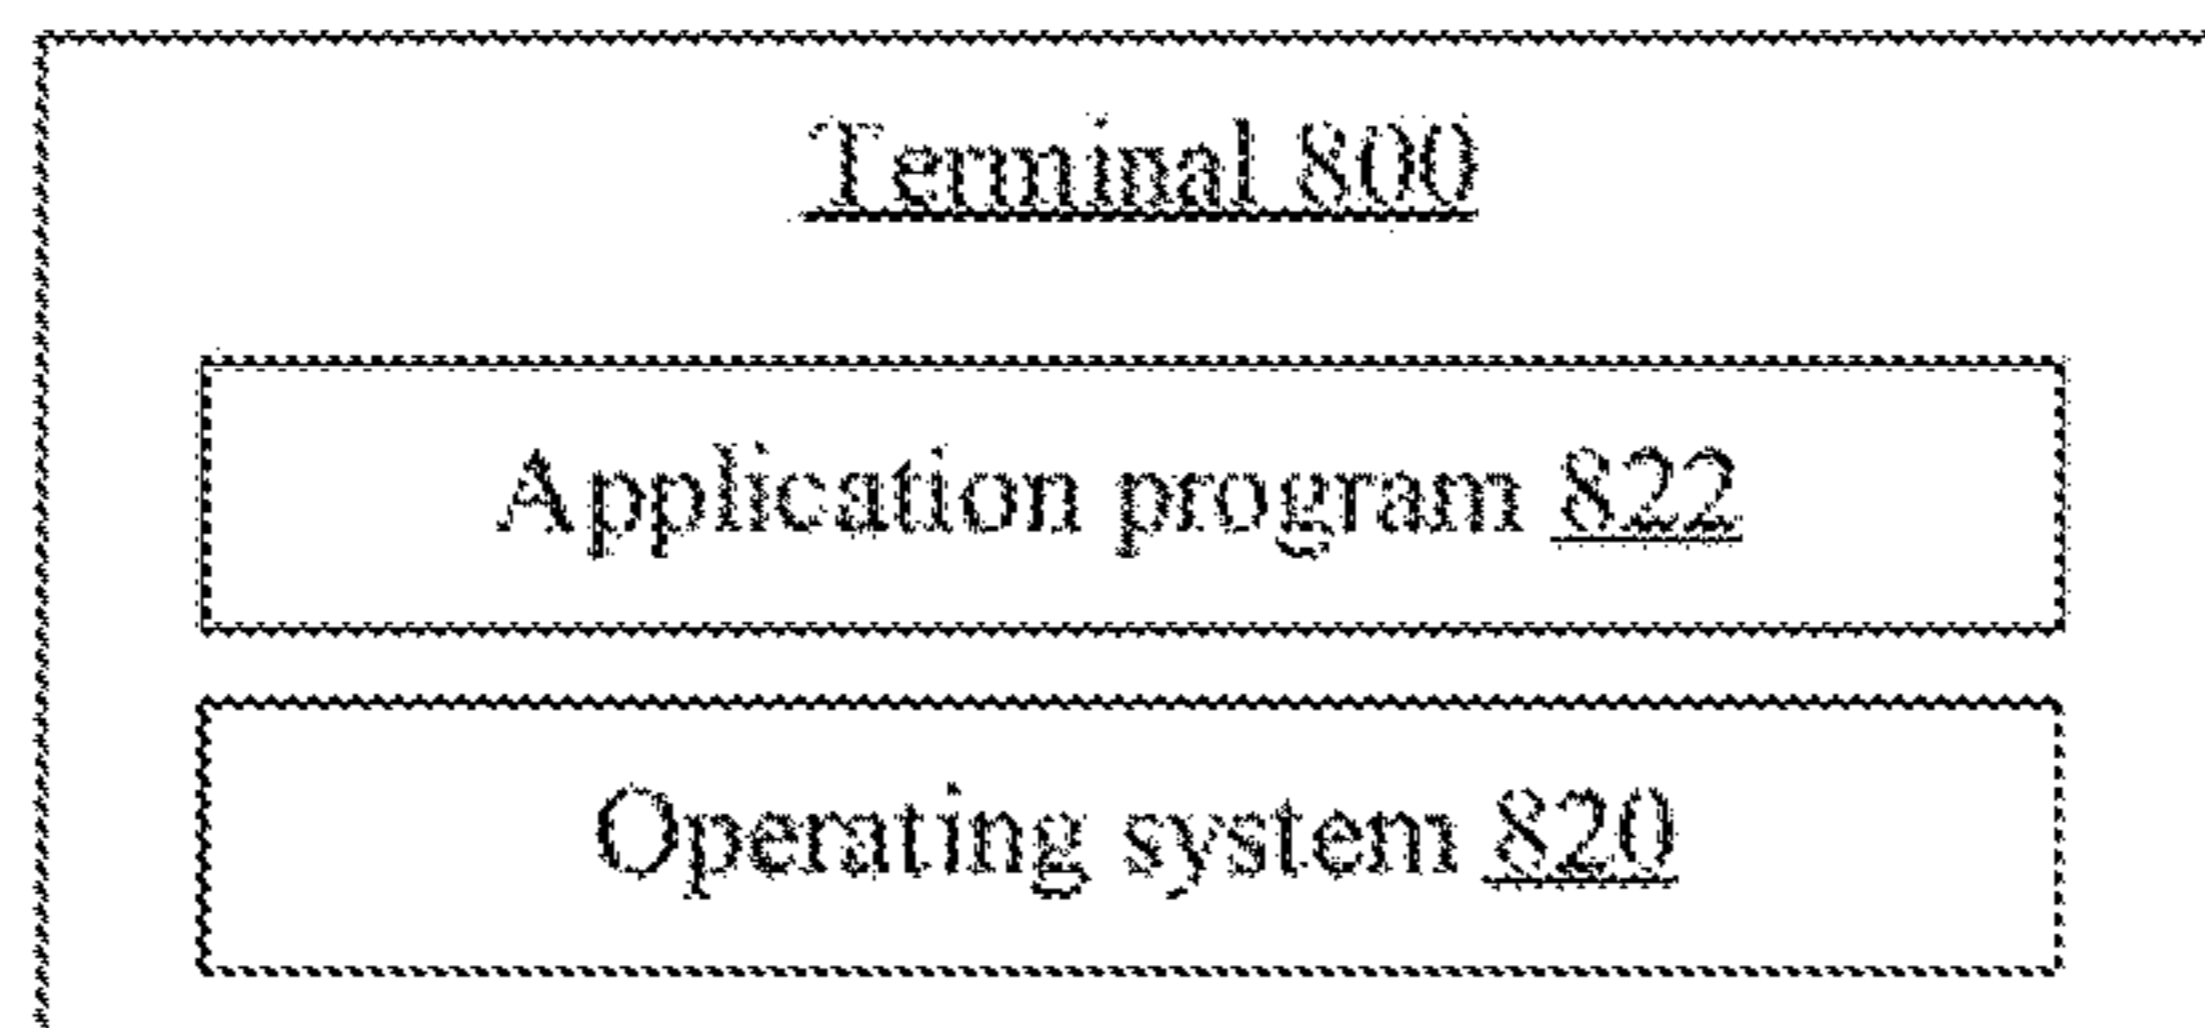 Terminal 800
Application program 822
Operating system 820